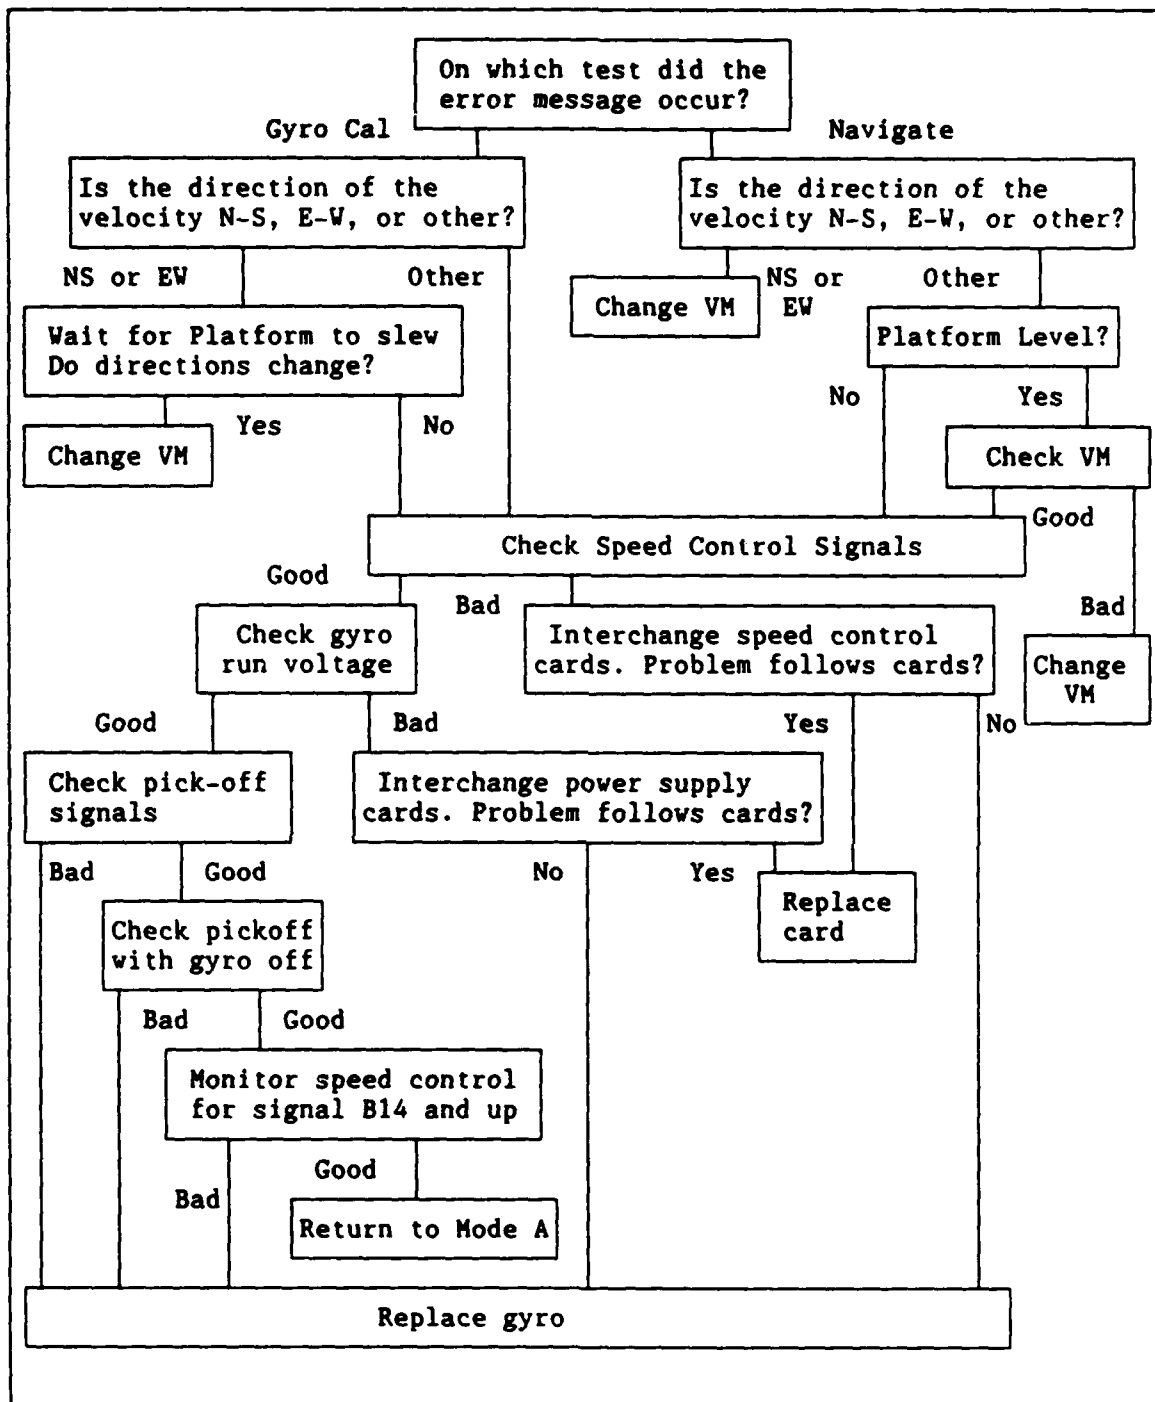 On which test did the
error message occur?
Gyro Cal
Navigate
Is the direction of the
velocity N-S, E-W, or other?
Is the direction of the
velocity N-S, E-W, or other?
NS or EW
Other
NS or
EW
Other
Change VM
Wait for Platform to slew
Do directions change?
Platform Level?
Yes
No
No
Yes
Change VM
Check VM
Good
Bad
Check Speed Control Signals
Change
VM
Good
Bad
Check gyro
run voltage
Interchange speed control
cards. Problem follows cards?
Good
Bad
Yes
No
Check pick-off
signals
Interchange power supply
cards. Problem follows cards?
Bad
Good
No
Yes
Replace
card
Check pickoff
with gyro off
Bad
Good
Monitor speed control
for signal B14 and up
Good
Bad
Return to Mode A
Replace gyro